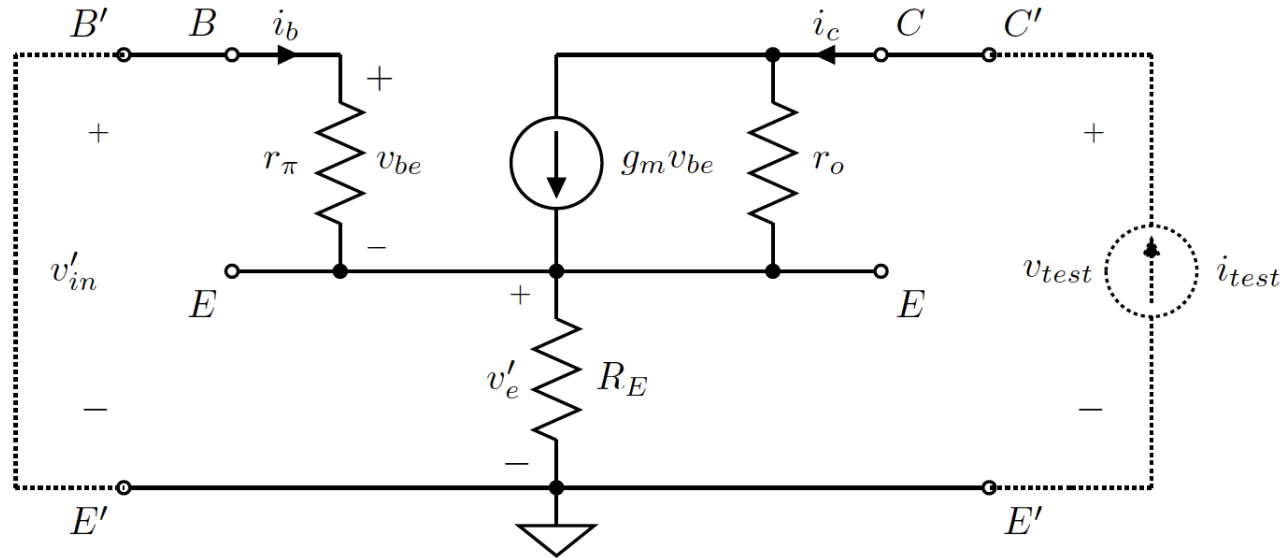 B′ B i_b i_c C C′
+ + +
r_π v_be g_m v_be r_o
−
v′_in v_test i_test
E + E
v′_e R_E
− − −
E′ E′